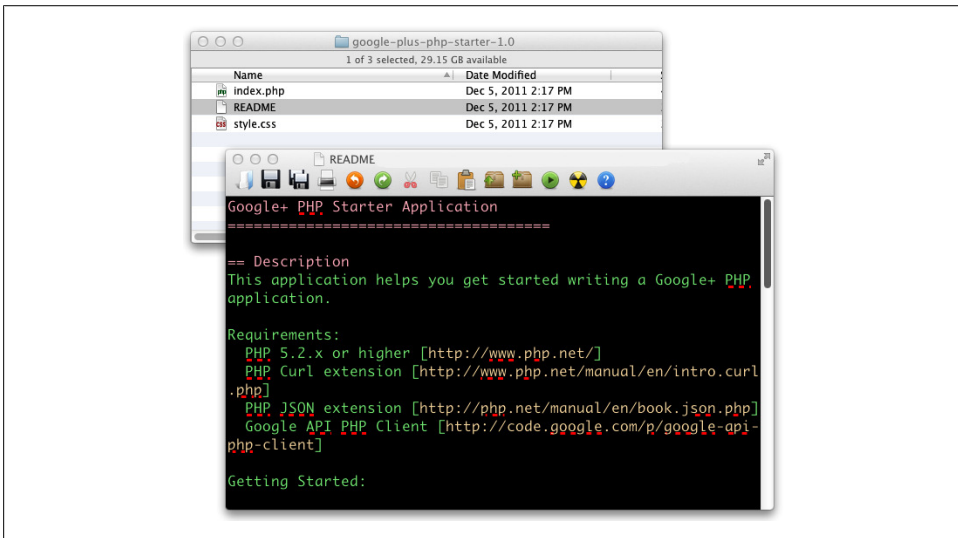 google-plus-php-starter-1.0
1 of 3 selected, 29.15 GB available
Name Date Modified
index.php Dec 5, 2011 2:17 PM
README Dec 5, 2011 2:17 PM
style.css Dec 5, 2011 2:17 PM
README
Google+ PHP Starter Application
=====================================
== Description
This application helps you get started writing a Google+ PHP
application.
Requirements:
PHP 5.2.x or higher [http://www.php.net/]
PHP Curl extension [http://www.php.net/manual/en/intro.curl
.php]
PHP JSON extension [http://php.net/manual/en/book.json.php]
Google API PHP Client [http://code.google.com/p/google-api-
php-client]
Getting Started: